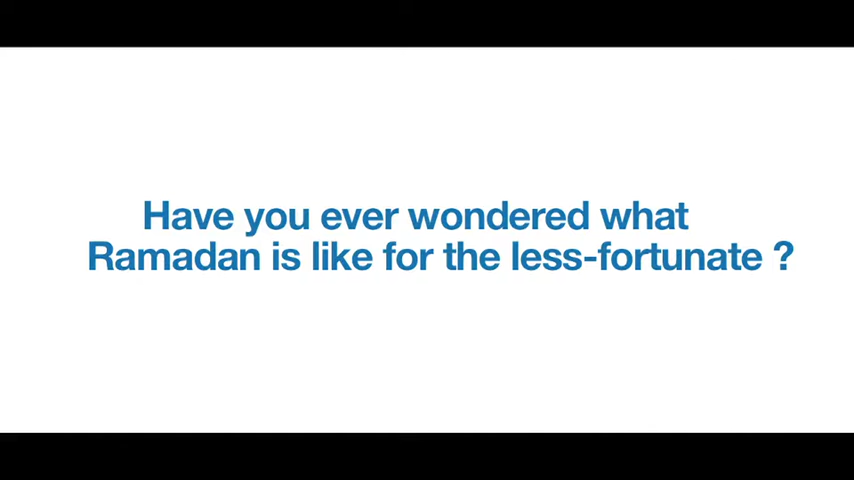 Have you ever wondered what
Ramadan is like for the less-fortunate ?